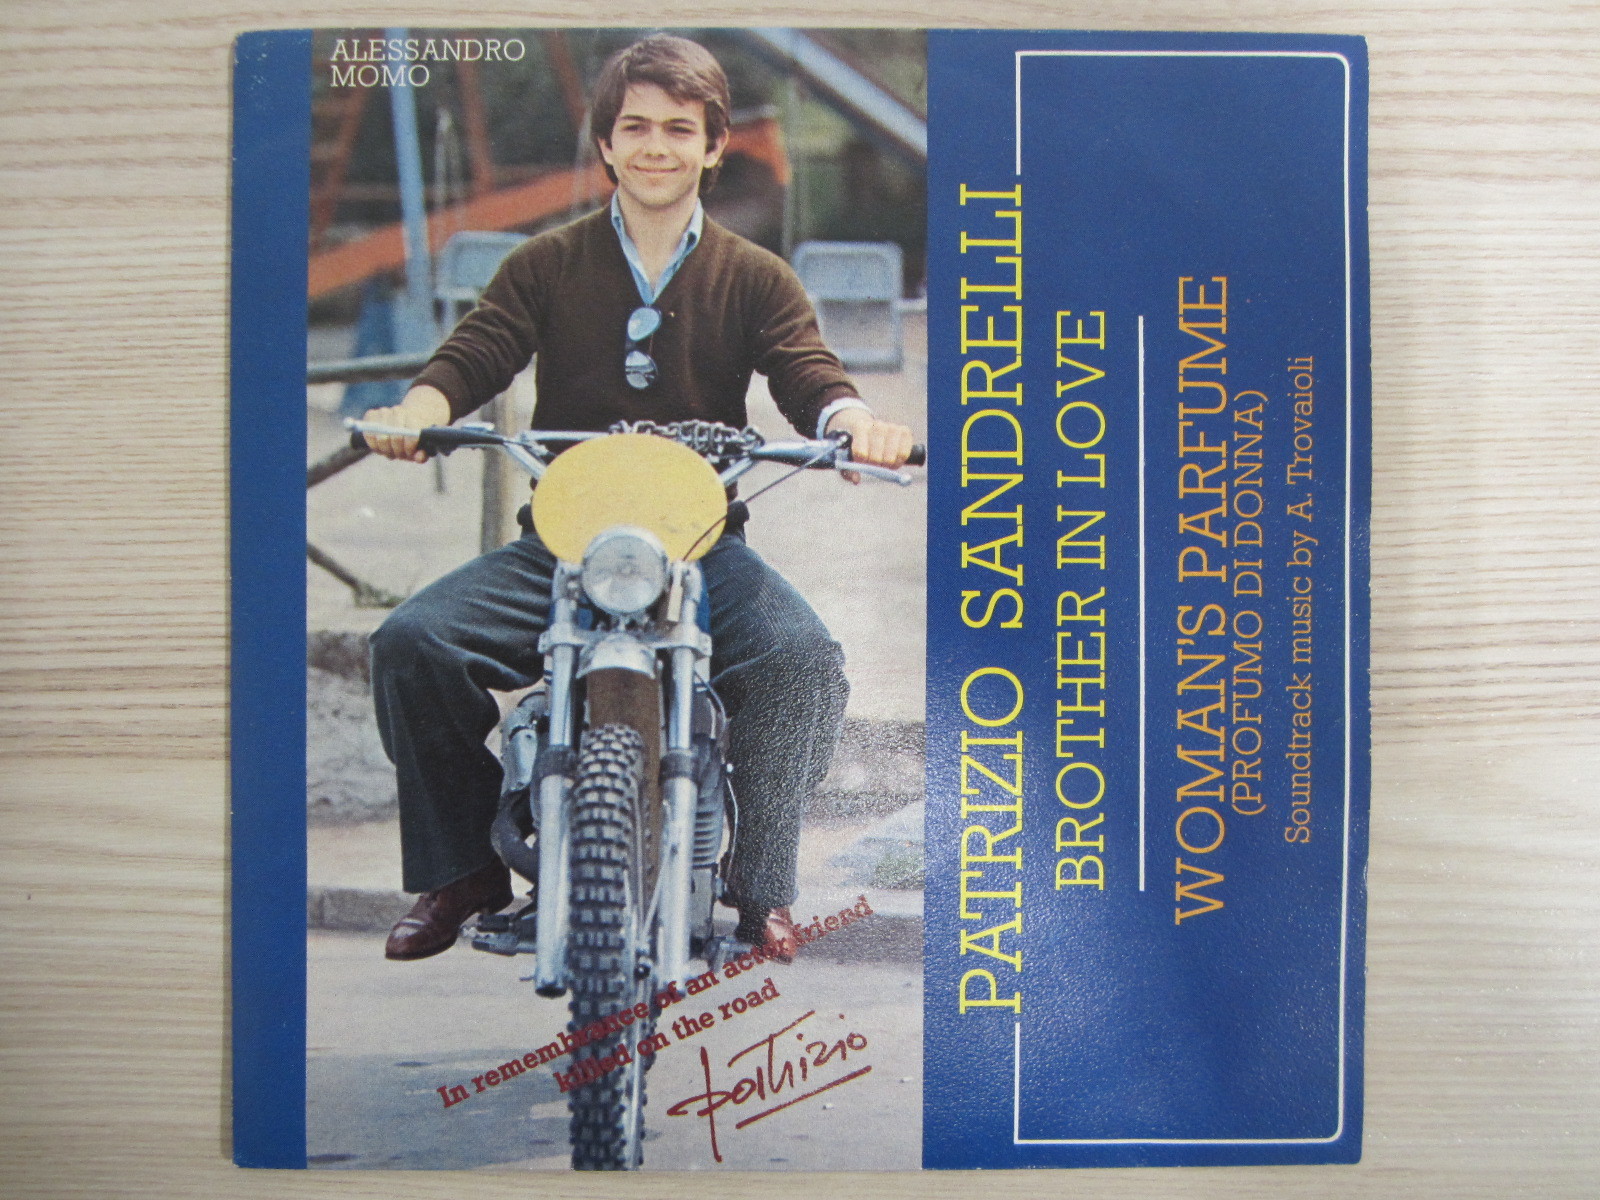 ALESSANDRO
MOMO
In remembrance of an actor friend
killed on the road
patrizio
PATRIZIO SANDRELLI
BROTHER IN LOVE
WOMAN'S PARFUME
(PROFUMO DI DONNA)
Soundtrack music by A. Trovaioli